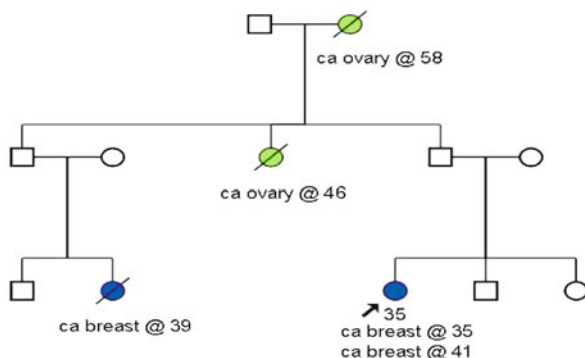 ca ovary @ 58
ca ovary @ 46
ca breast @ 39
35
ca breast @ 35
ca breast @ 41